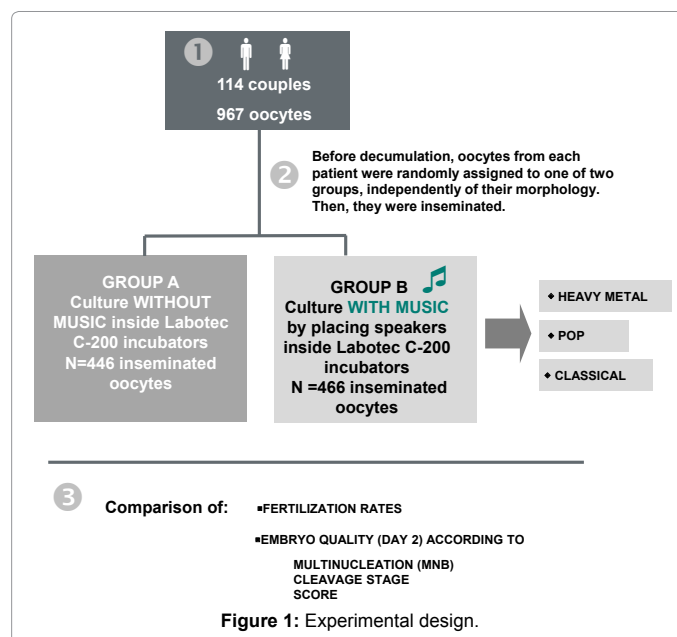 1
114 couples
967 oocytes
2
Before decumulation, oocytes from each
patient were randomly assigned to one of two
groups, independently of their morphology.
Then, they were inseminated.
GROUP A
Culture WITHOUT
MUSIC inside Labotec
C-200 incubators
N=446 inseminated
oocytes
GROUP B
Culture WITH MUSIC
by placing speakers
inside Labotec C-200
incubators
N =466 inseminated
oocytes
◆ HEAVY METAL
◆ POP
◆ CLASSICAL
3
Comparison of: ▪FERTILIZATION RATES
▪EMBRYO QUALITY (DAY 2) ACCORDING TO
MULTINUCLEATION (MNB)
CLEAVAGE STAGE
SCORE
Figure 1: Experimental design.